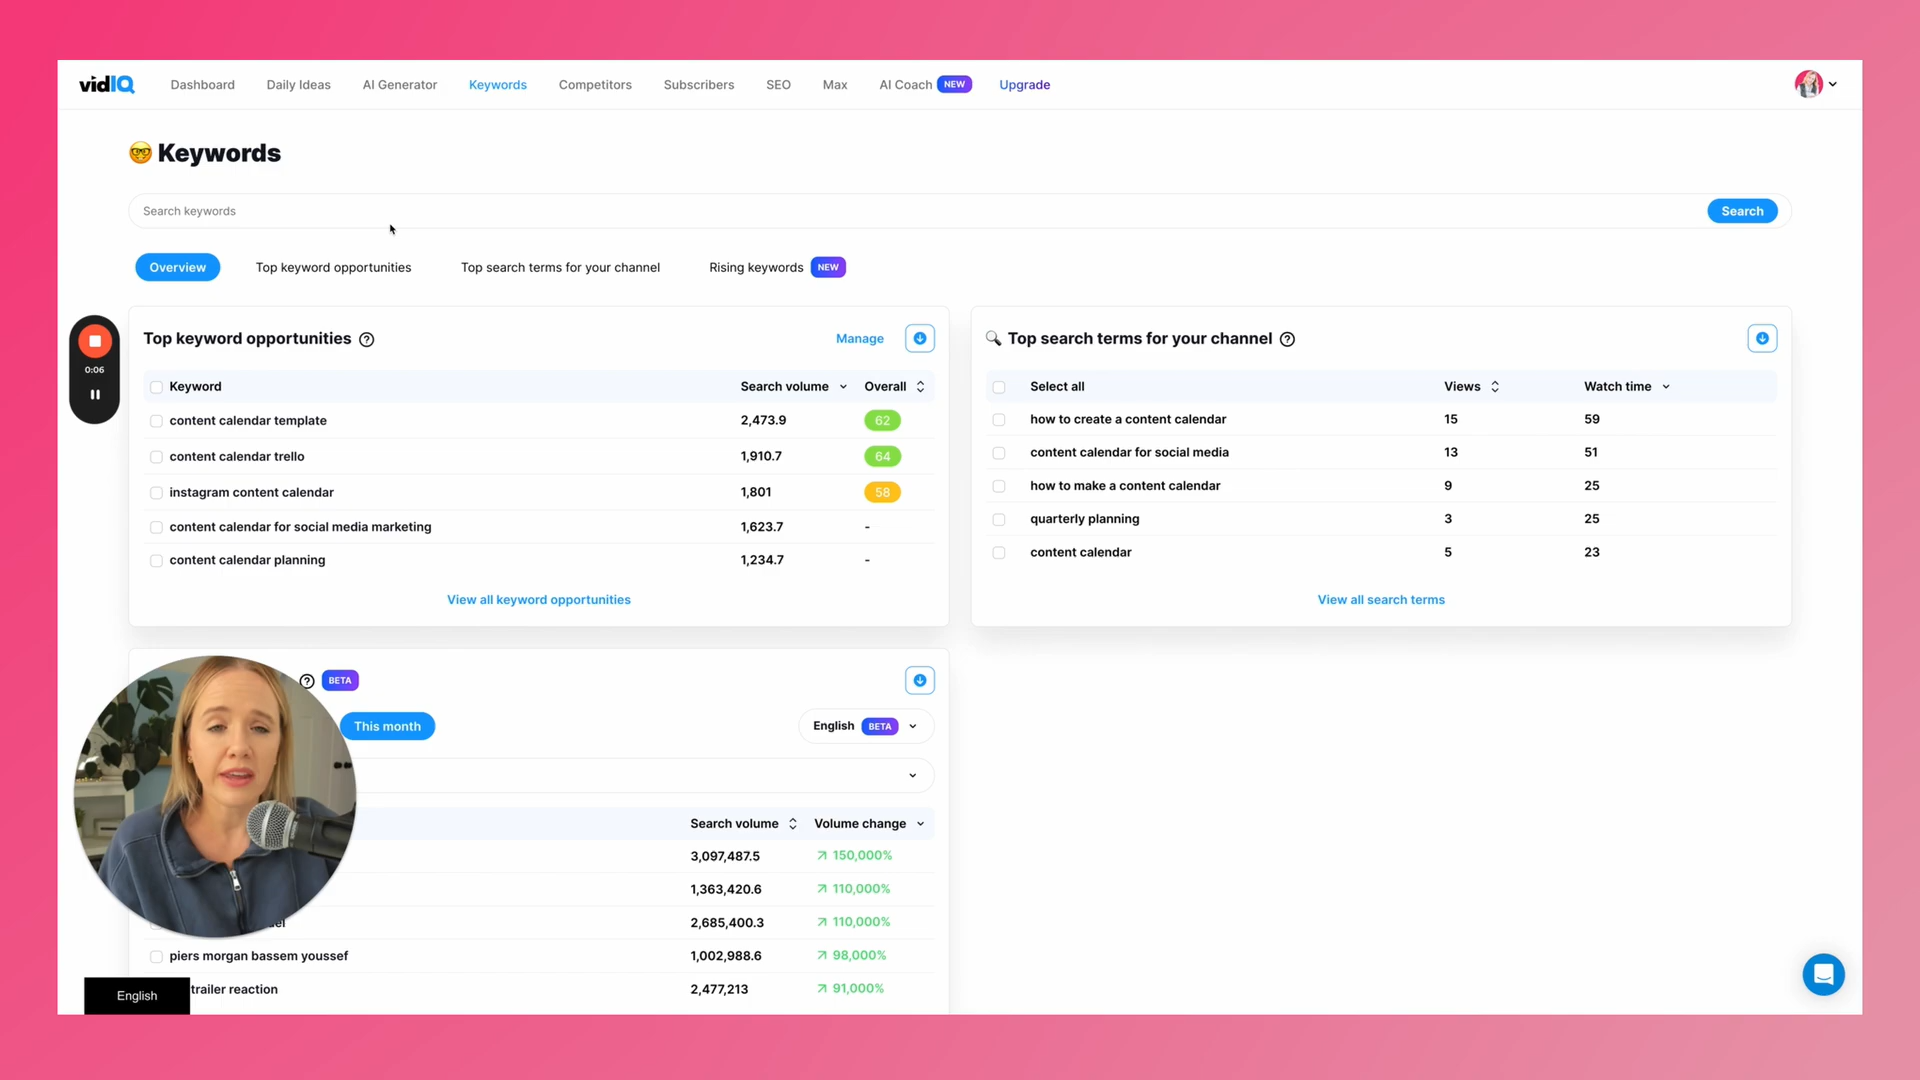 vidIQ
Dashboard
Daily Ideas
AI Generator
Keywords
Competitors
Subscribers
SEO
Max
AI Coach NEW
Upgrade
Keywords
Search keywords
Search
Overview
Top keyword opportunities
Top search terms for your channel
Rising keywords NEW
Top keyword opportunities
Manage
Keyword Search volume Overall
content calendar template 2,473.9 62
content calendar trello 1,910.7 64
instagram content calendar 1,801 58
content calendar for social media marketing 1,623.7 -
content calendar planning 1,234.7 -
View all keyword opportunities
Top search terms for your channel
Select all Views Watch time
how to create a content calendar 15 59
content calendar for social media 13 51
how to make a content calendar 9 25
quarterly planning 3 25
content calendar 5 23
View all search terms
0:06
BETA
This month
English BETA
Search volume Volume change
3,097,487.5 150,000%
1,363,420.6 110,000%
2,685,400.3 110,000%
piers morgan bassem youssef 1,002,988.6 98,000%
trailer reaction 2,477,213 91,000%
English